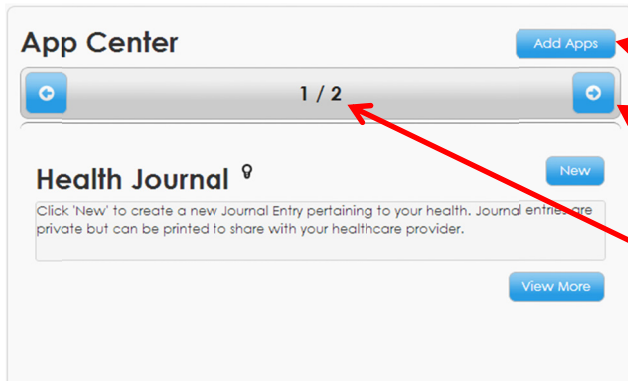 App Center
Add Apps
1 / 2
Health Journal
New
Click 'New' to create a new Journal Entry pertaining to your health. Journal entries are
private but can be printed to share with your healthcare provider.
View More